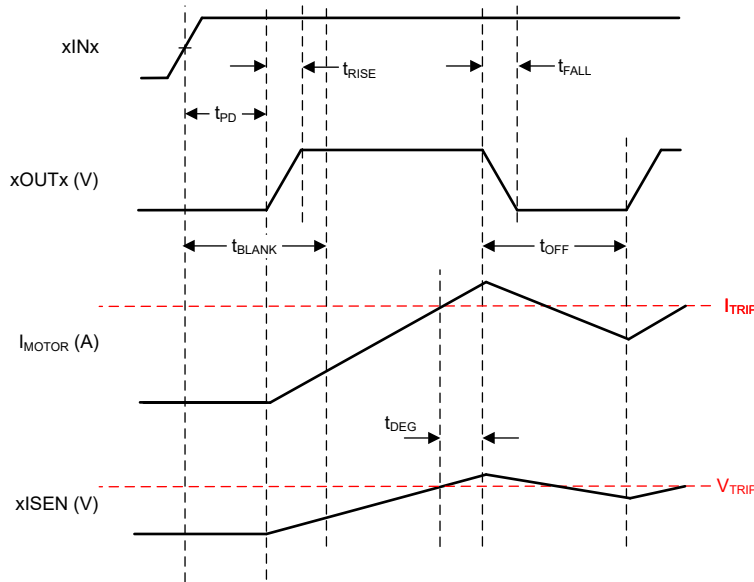 xINx
tRISE
tFALL
tPD
xOUTx (V)
tBLANK
tOFF
ITRIP
IMOTOR (A)
tDEG
VTRIP
xISEN (V)